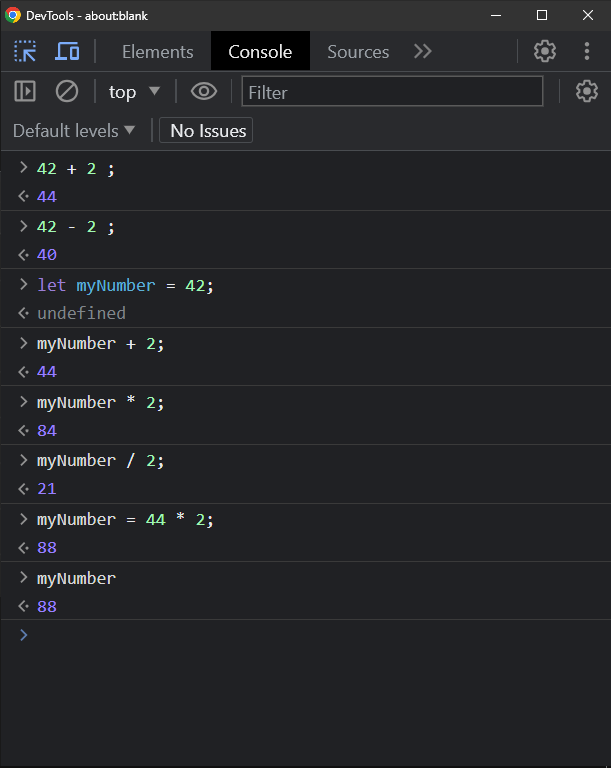 DevTools - about:blank
Elements Console Sources
top Filter
Default levels No Issues
42 + 2 ;
44
42 - 2 ;
40
let myNumber = 42;
undefined
myNumber + 2;
44
myNumber * 2;
84
myNumber / 2;
21
myNumber = 44 * 2;
88
myNumber
88